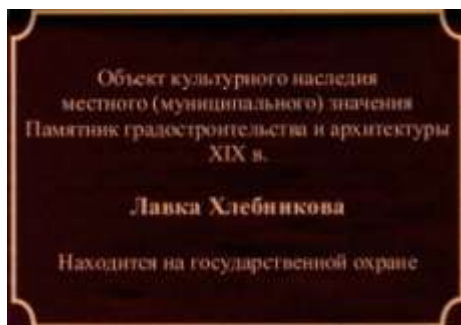 Объект культурного наследия
местного (муниципального) значения
Памятник градостроительства и архитектуры
XIX в.
Лавка Хлебникова
Находится на государственной охране